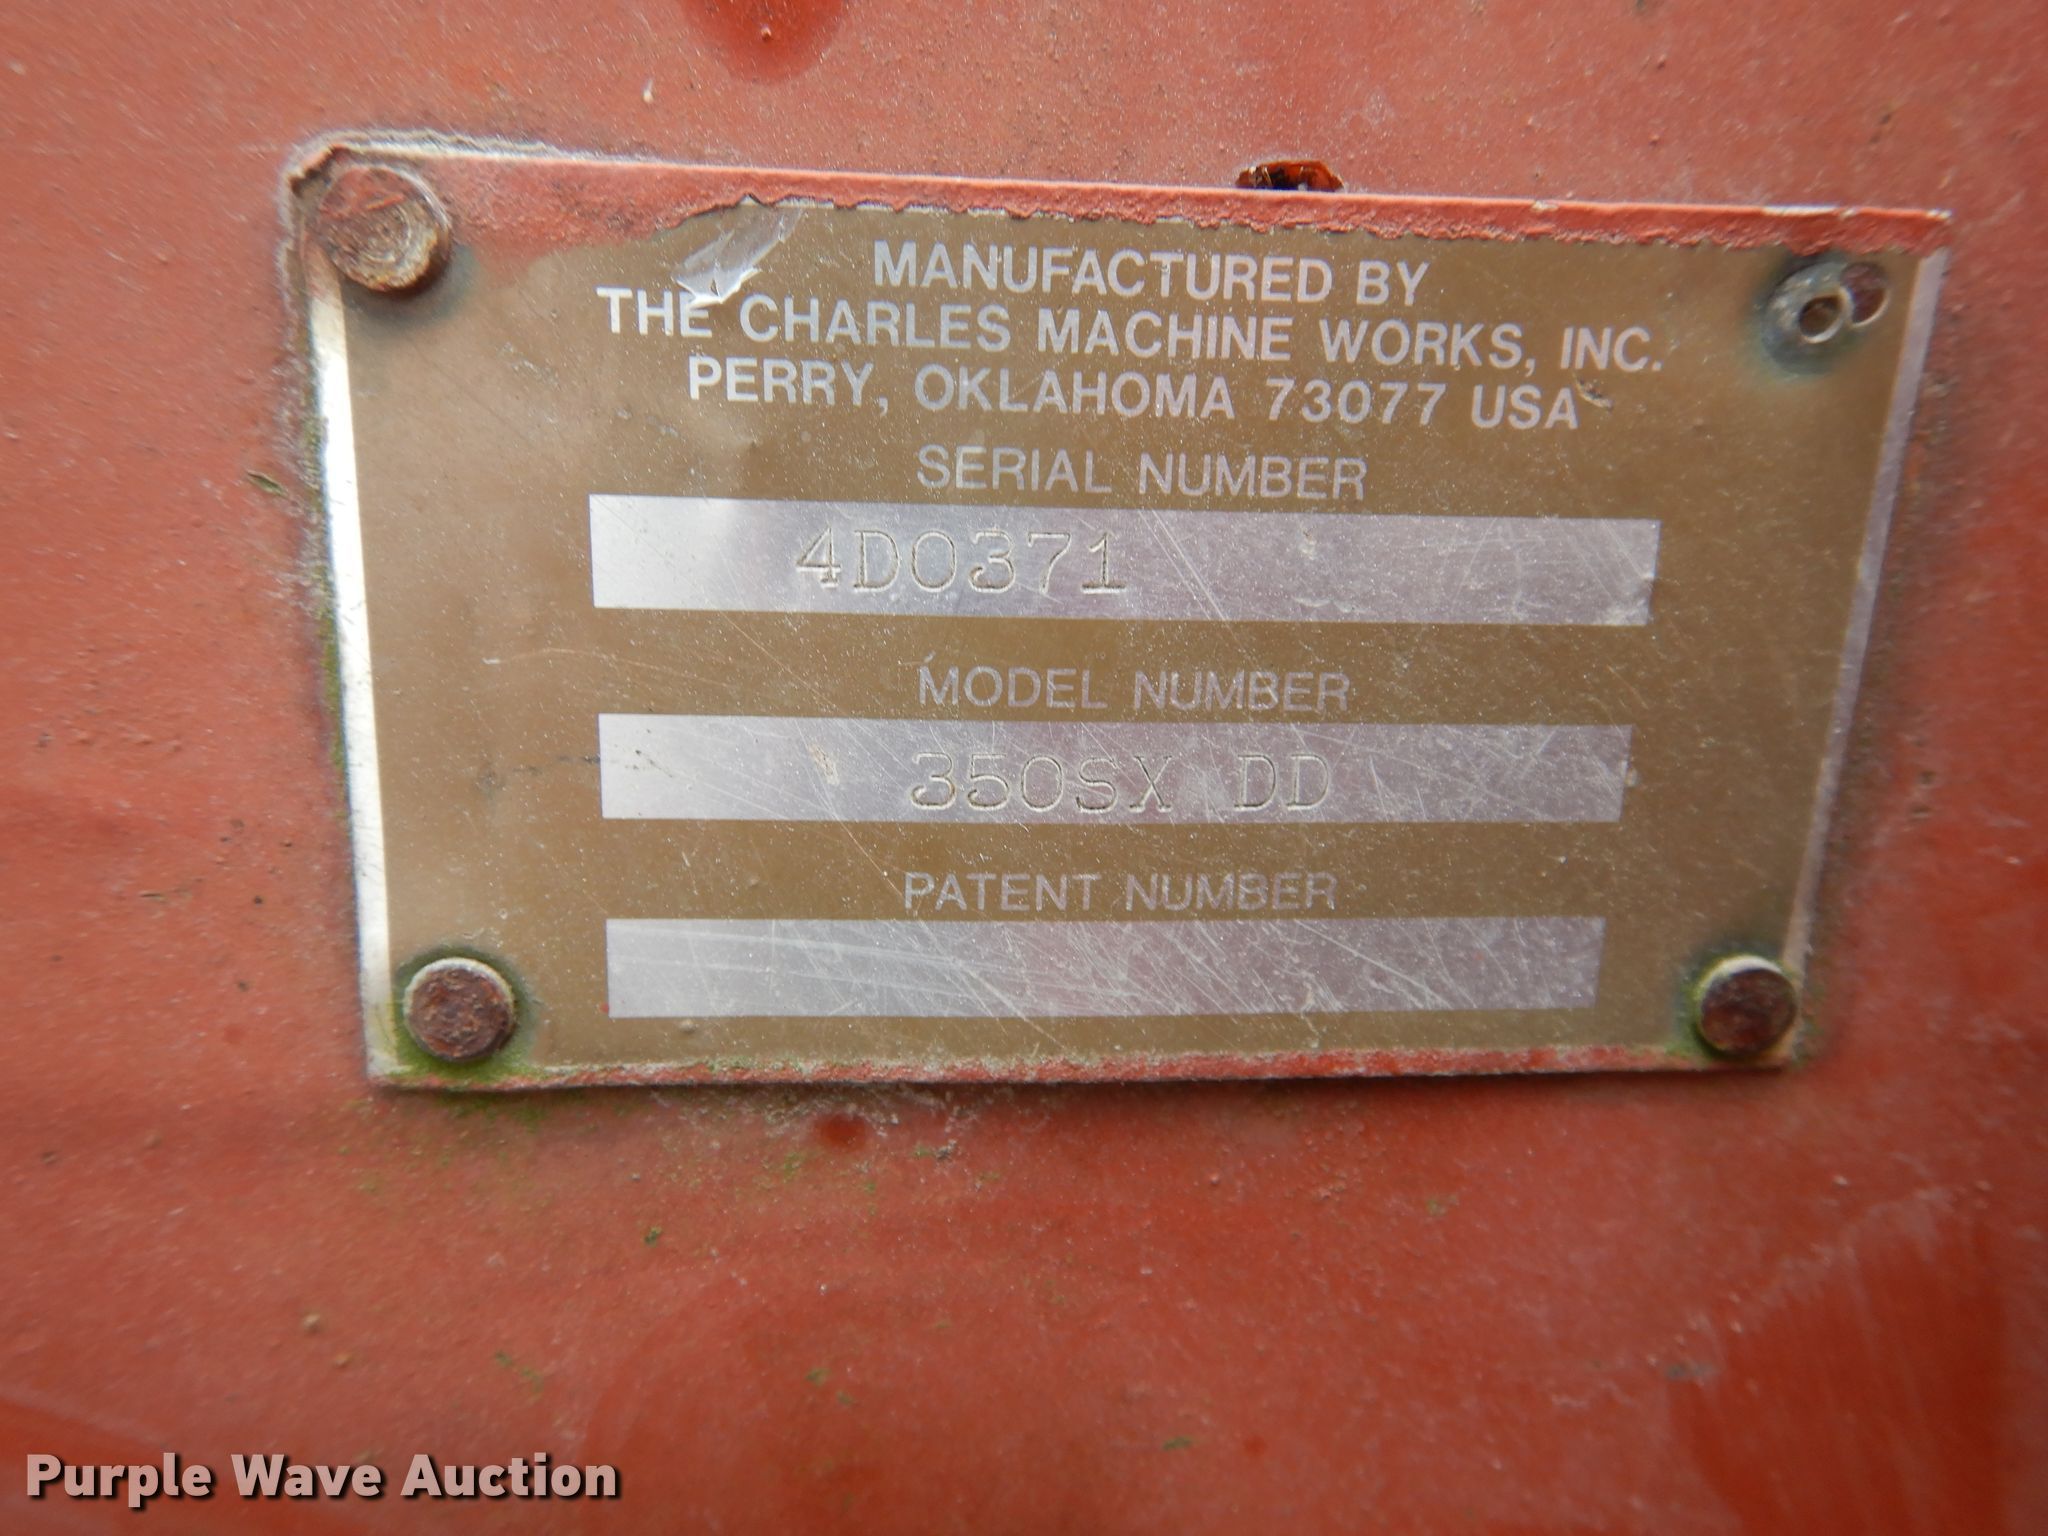 MANUFACTURED BY
THE CHARLES MACHINE WORKS, INC.
PERRY, OKLAHOMA 73077 USA
SERIAL NUMBER
4D0371
MODEL NUMBER
350SX DD
PATENT NUMBER
Purple Wave Auction